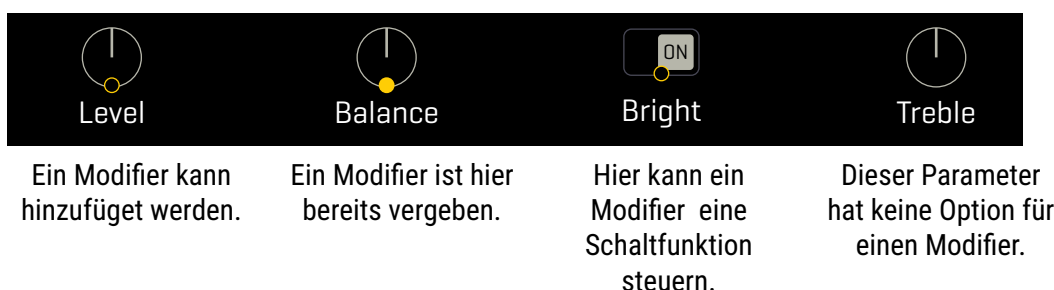 ON
Level
Balance
Bright
Treble
Ein Modifier kann
hinzufüget werden.
Ein Modifier ist hier
bereits vergeben.
Hier kann ein
Modifier eine
Schaltfunktion
steuern.
Dieser Parameter
hat keine Option für
einen Modifier.